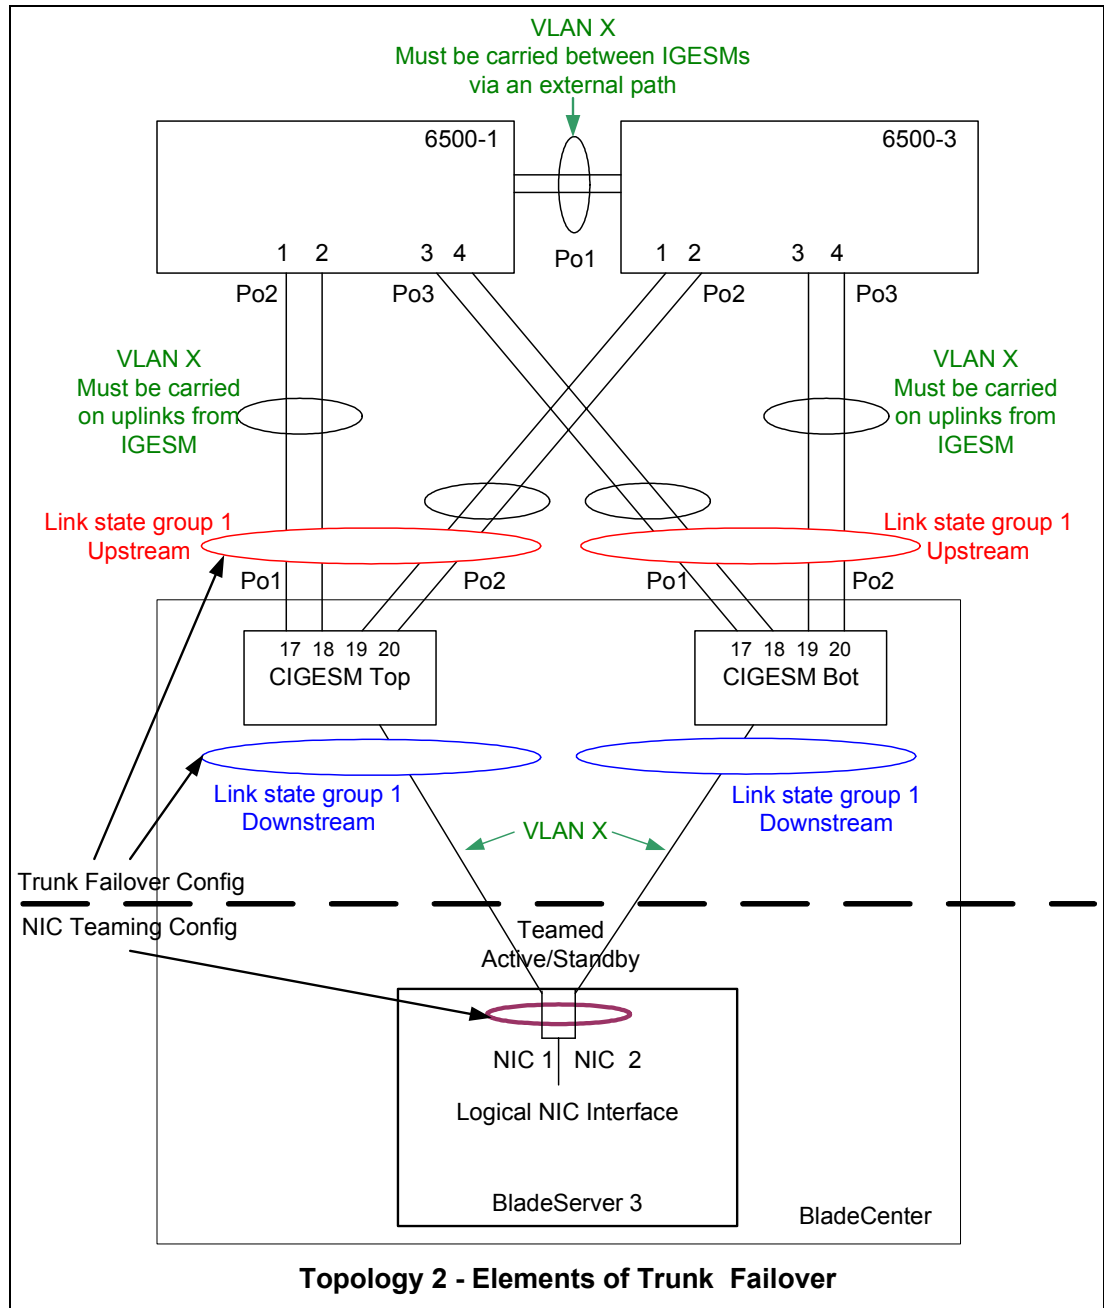 VLAN X
Must be carried between IGESMs
via an external path
6500-1
6500-3
1 2 3 4
Po1
1 2 3 4
Po2
Po3
Po2
Po3
VLAN X
Must be carried
on uplinks from
IGESM
VLAN X
Must be carried
on uplinks from
IGESM
Link state group 1
Upstream
Link state group 1
Upstream
Po1
Po2
Po1
Po2
17 18 19 20
CIGESM Top
17 18 19 20
CIGESM Bot
Link state group 1
Downstream
Link state group 1
Downstream
VLAN X
Trunk Failover Config
NIC Teaming Config
Teamed
Active/Standby
NIC 1 NIC 2
Logical NIC Interface
BladeServer 3
BladeCenter
Topology 2 - Elements of Trunk Failover